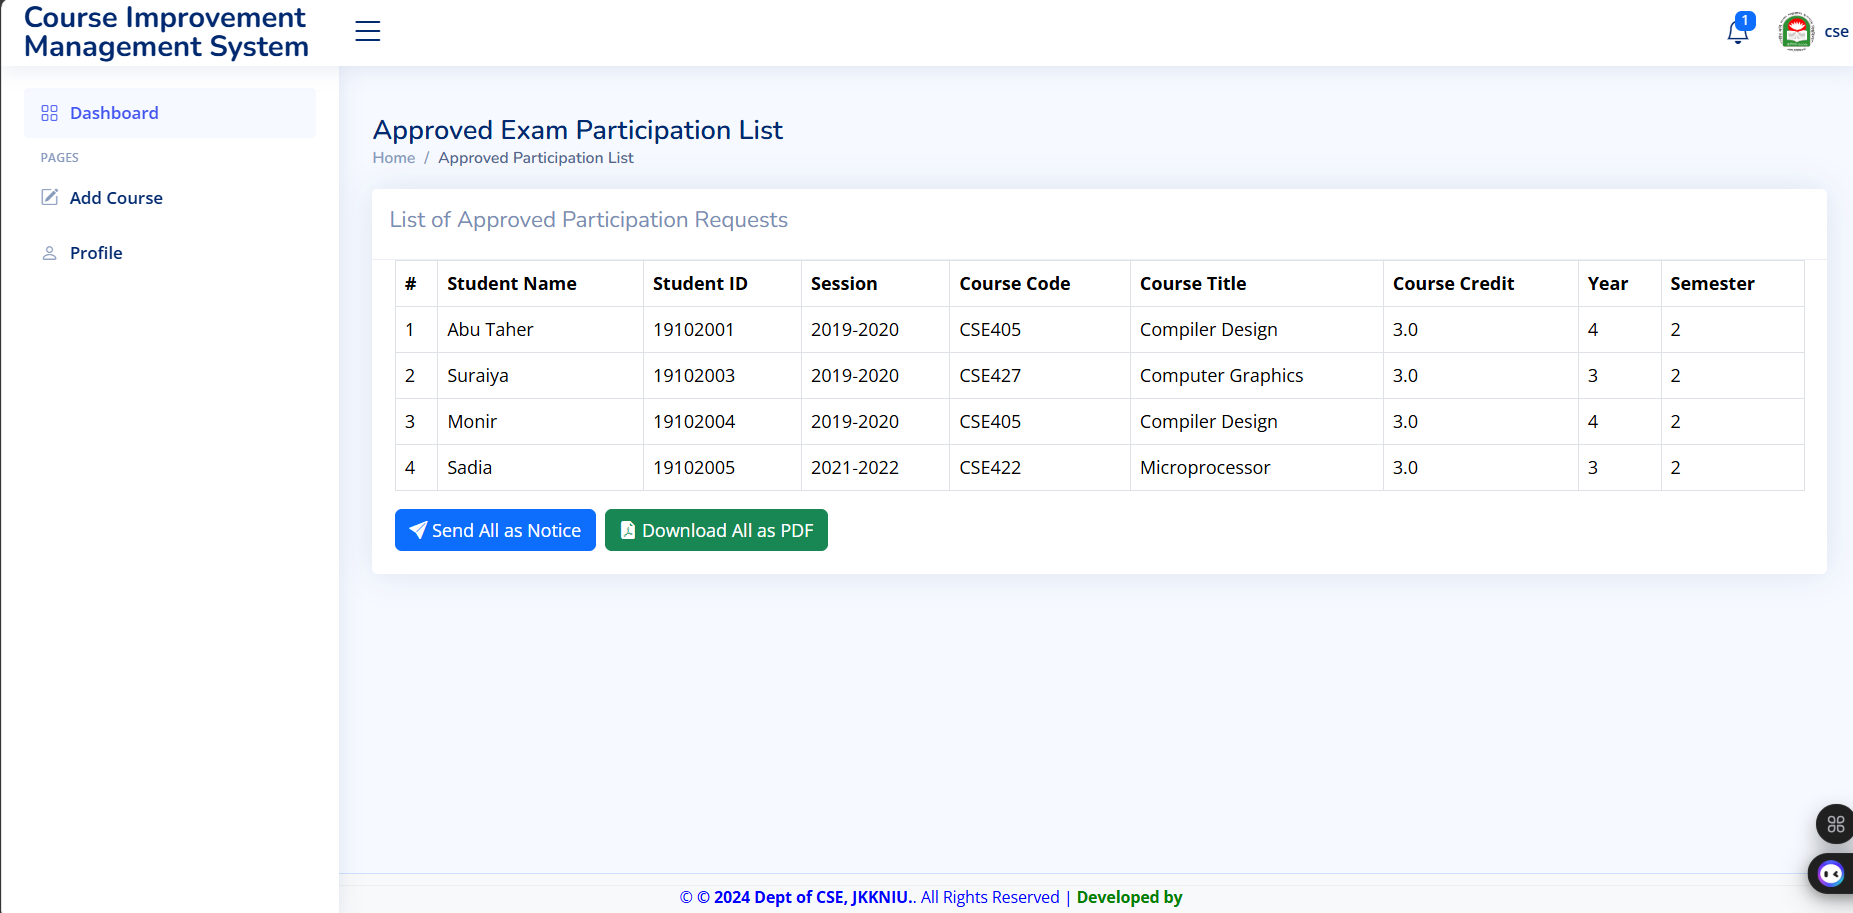 Course Improvement
Management System
1
cse
Dashboard
PAGES
Add Course
Profile
Approved Exam Participation List
Home / Approved Participation List
List of Approved Participation Requests
# Student Name Student ID Session Course Code Course Title Course Credit Year Semester
1 Abu Taher 19102001 2019-2020 CSE405 Compiler Design 3.0 4 2
2 Suraiya 19102003 2019-2020 CSE427 Computer Graphics 3.0 3 2
3 Monir 19102004 2019-2020 CSE405 Compiler Design 3.0 4 2
4 Sadia 19102005 2021-2022 CSE422 Microprocessor 3.0 3 2
Send All as Notice
Download All as PDF
© © 2024 Dept of CSE, JKKNIU.. All Rights Reserved | Developed by